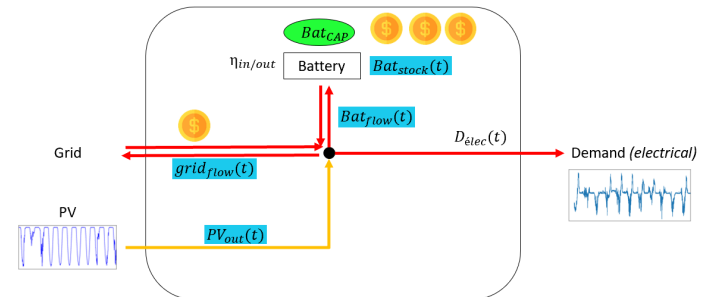 Bat_CAP
$ $ $
η_in/out
Battery
Bat_stock(t)
$
Bat_flow(t)
D_élec(t)
Grid
Demand (electrical)
grid_flow(t)
PV
PV_out(t)